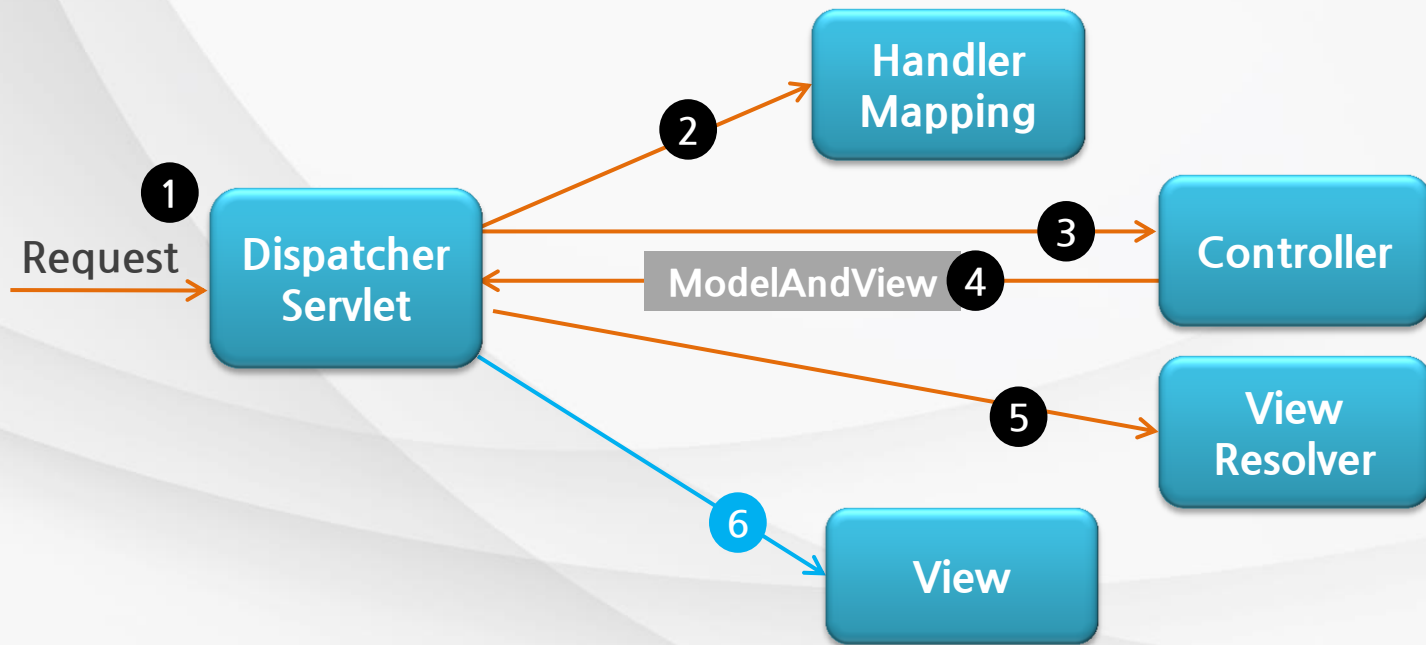 Handler
Mapping
2
1
Request
Dispatcher
Servlet
3
Controller
ModelAndView
4
5
View
Resolver
6
View